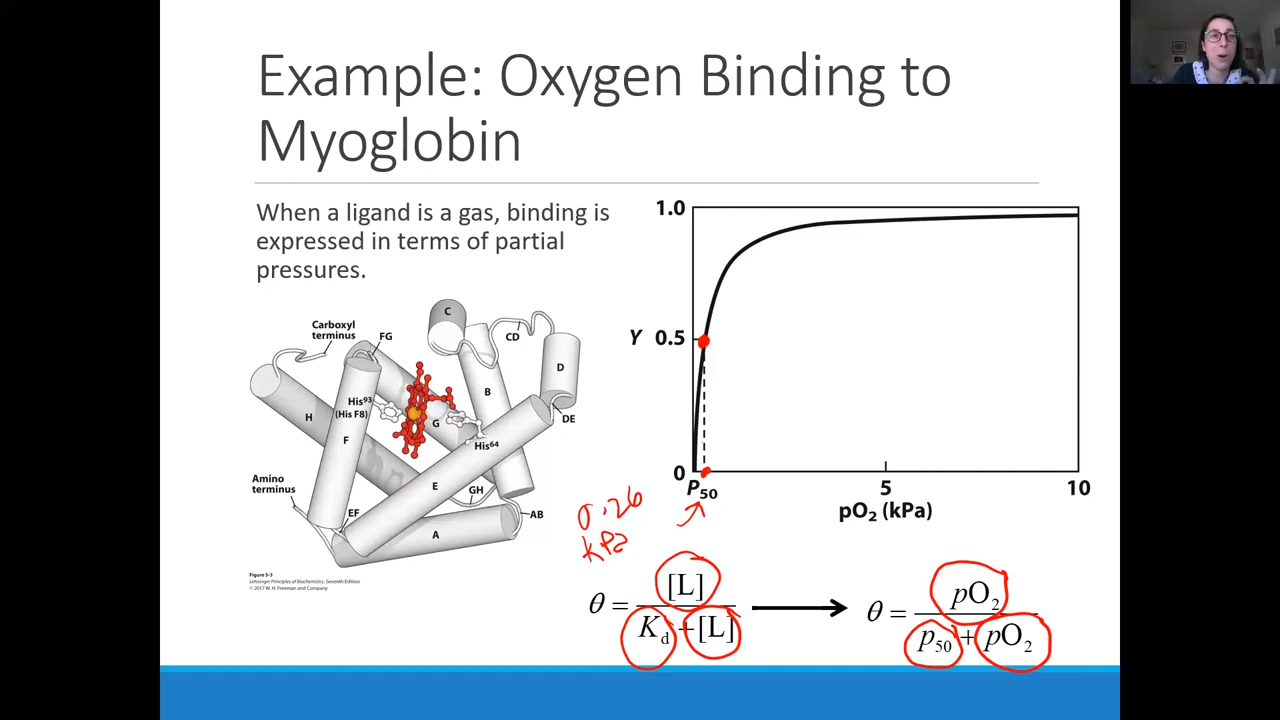 Example: Oxygen Binding to
Myoglobin
When a ligand is a gas, binding is
expressed in terms of partial
pressures.
Carboxyl
terminus
FG
C
CD
D
B
DE
His⁹³
(His F8)
H
F
G
His⁶⁴
E
Amino
terminus
GH
EF
AB
A
Figure 5-3
Lehninger Principles of Biochemistry, Seventh Edition
© 2017 W. H. Freeman and Company
1.0
Y 0.5
0
P₅₀ 5 10
pO₂ (kPa)
0.26
kPa
θ = [L] / (K_d + [L])
θ = pO₂ / (p₅₀ + pO₂)